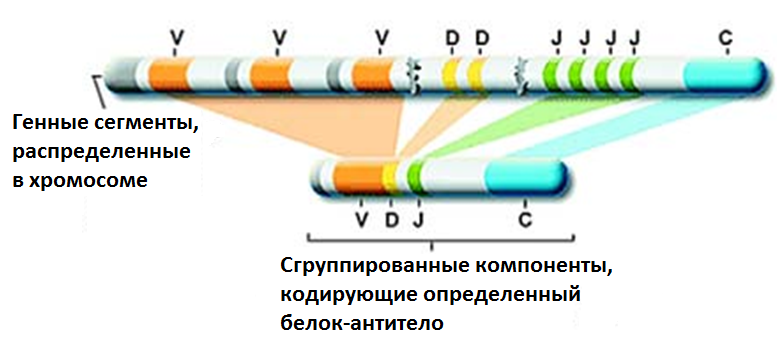 V V V D D J J J J C
Генные сегменты,
распределенные
в хромосоме
V D J C
Сгруппированные компоненты,
кодирующие определенный
белок-антитело